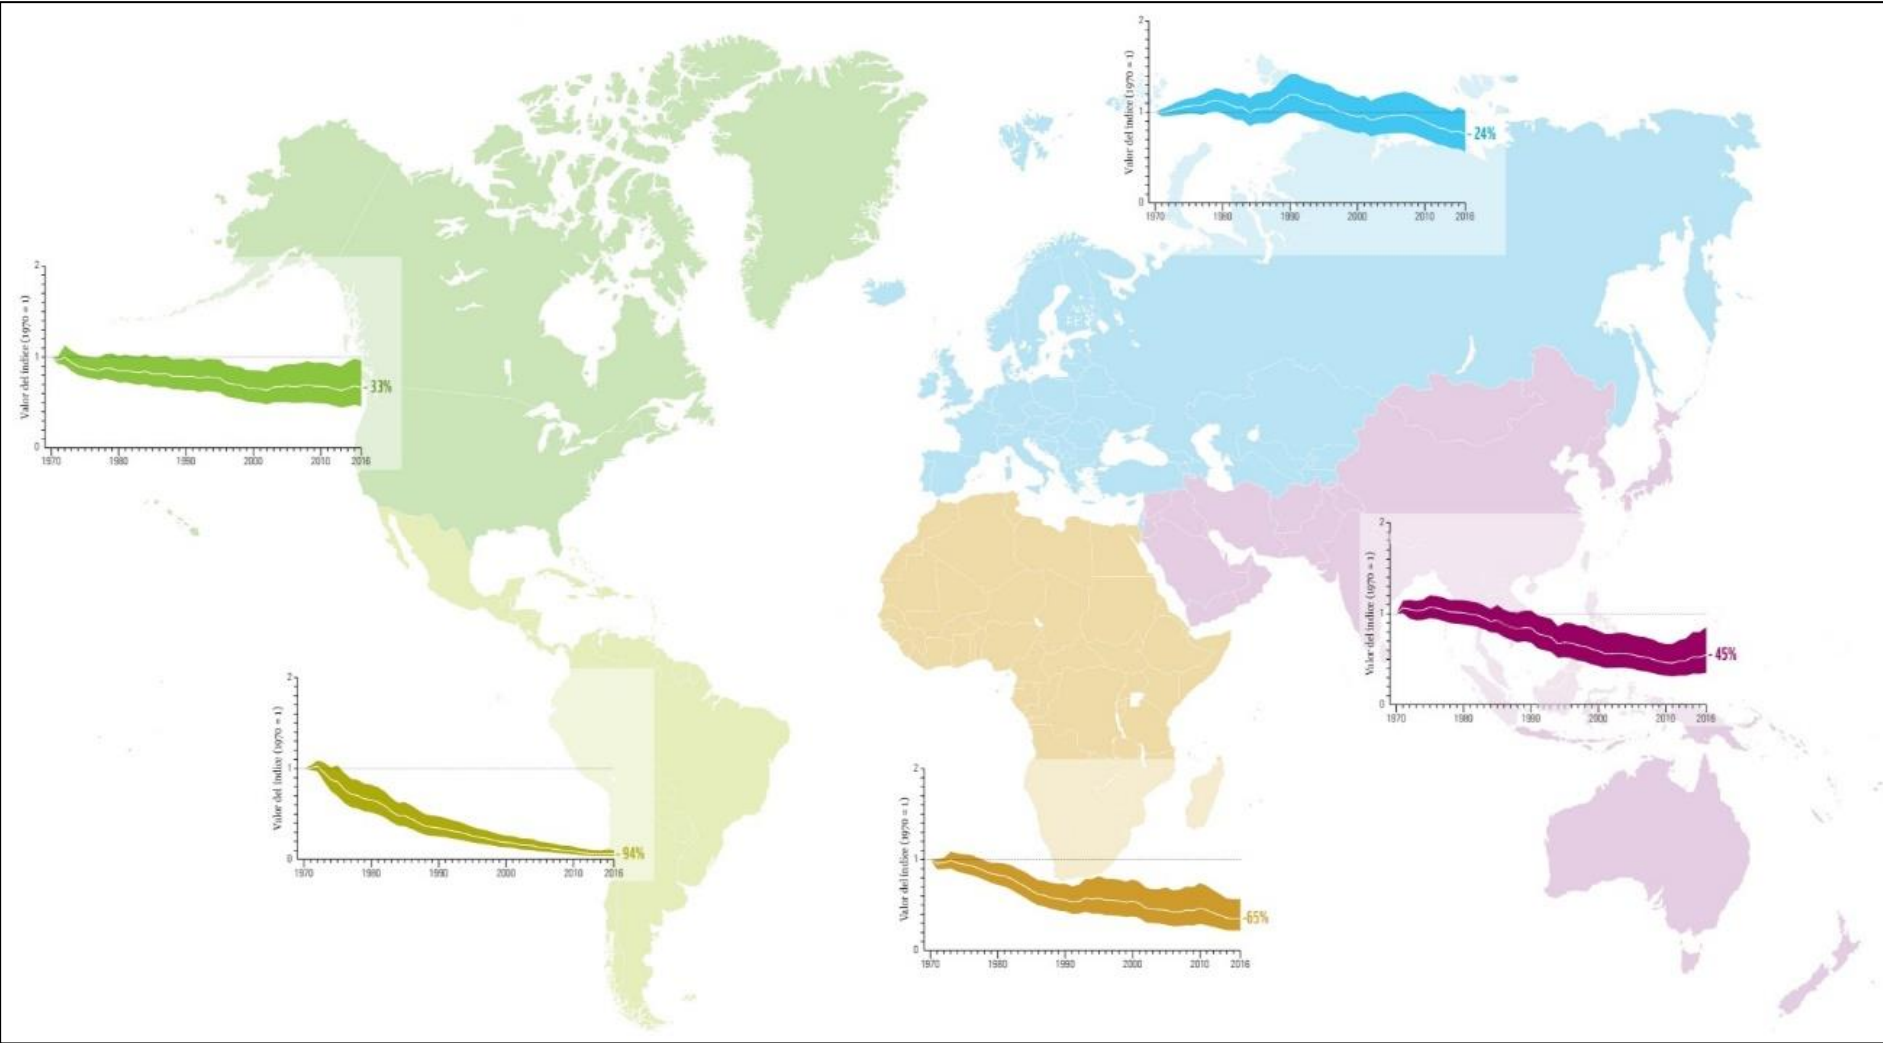 2
Valor del índice (1970 = 1)
1
- 24%
0
1970 1980 1990 2000 2010 2016
2
Valor del índice (1970 = 1)
1
- 33%
0
1970 1980 1990 2000 2010 2016
2
Valor del índice (1970 = 1)
1
- 45%
0
1970 1980 1990 2000 2010 2016
2
Valor del índice (1970 = 1)
1
- 94%
0
1970 1980 1990 2000 2010 2016
2
Valor del índice (1970 = 1)
1
-65%
0
1970 1980 1990 2000 2010 2016